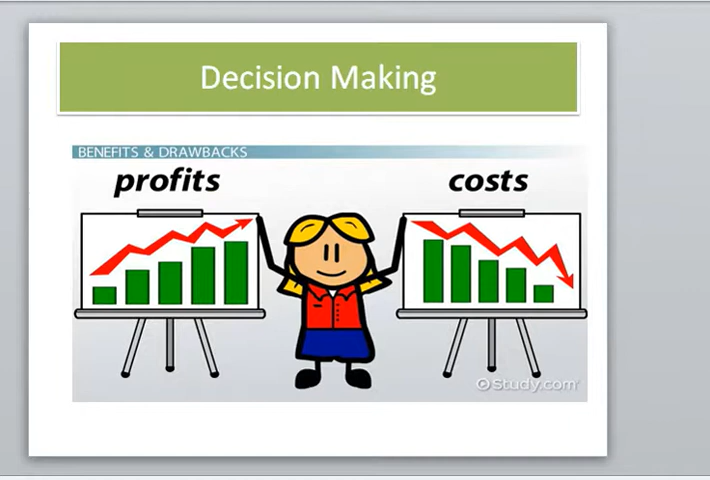 Decision Making
BENEFITS & DRAWBACKS
profits
costs
Study.com